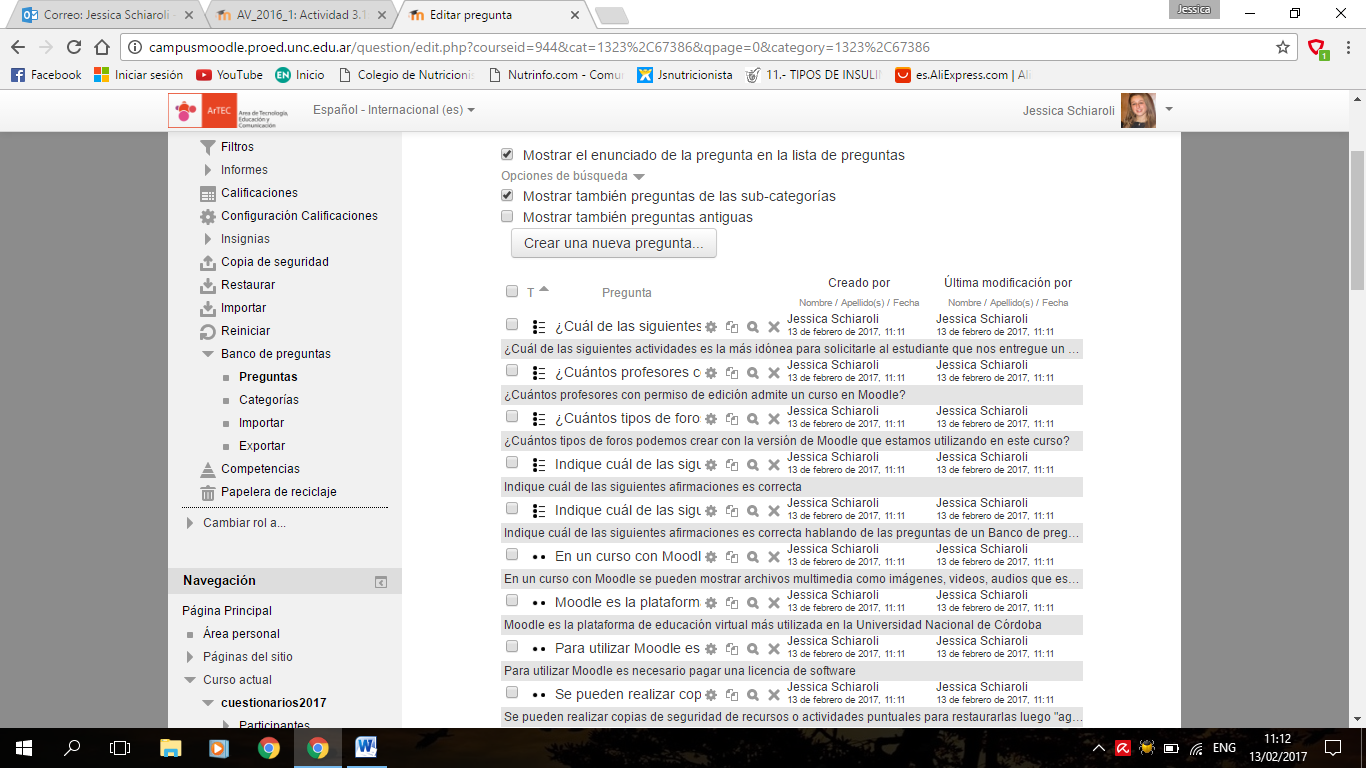 Correo: Jessica Schiaroli -
AV_2016_1: Actividad 3.1
Editar pregunta
Jessica
campusmoodle.proed.unc.edu.ar/question/edit.php?courseid=944&cat=1323%2C67386&qpage=0&category=1323%2C67386
1
Facebook
Iniciar sesión
YouTube
EN Inicio
Colegio de Nutricionis
Nutrinfo.com - Comu
Jsnutricionista
11.- TIPOS DE INSULI
es.AliExpress.com | Ali
ArTEC
Area de Tecnología,
Educación y
Comunicación
Español - Internacional (es)
Jessica Schiaroli
Filtros
Informes
Calificaciones
Configuración Calificaciones
Insignias
Copia de seguridad
Restaurar
Importar
Reiniciar
Banco de preguntas
Preguntas
Categorías
Importar
Exportar
Competencias
Papelera de reciclaje
Cambiar rol a...
Navegación
Página Principal
Área personal
Páginas del sitio
Curso actual
cuestionarios2017
Participantes
Mostrar el enunciado de la pregunta en la lista de preguntas
Opciones de búsqueda
Mostrar también preguntas de las sub-categorías
Mostrar también preguntas antiguas
Crear una nueva pregunta...
T Pregunta Creado por Última modificación por
Nombre / Apellido(s) / Fecha Nombre / Apellido(s) / Fecha
¿Cuál de las siguientes Jessica Schiaroli Jessica Schiaroli
13 de febrero de 2017, 11:11 13 de febrero de 2017, 11:11
¿Cuál de las siguientes actividades es la más idónea para solicitarle al estudiante que nos entregue un ...
¿Cuántos profesores c Jessica Schiaroli Jessica Schiaroli
13 de febrero de 2017, 11:11 13 de febrero de 2017, 11:11
¿Cuántos profesores con permiso de edición admite un curso en Moodle?
¿Cuántos tipos de foro Jessica Schiaroli Jessica Schiaroli
13 de febrero de 2017, 11:11 13 de febrero de 2017, 11:11
¿Cuántos tipos de foros podemos crear con la versión de Moodle que estamos utilizando en este curso?
Indique cuál de las sigu Jessica Schiaroli Jessica Schiaroli
13 de febrero de 2017, 11:11 13 de febrero de 2017, 11:11
Indique cuál de las siguientes afirmaciones es correcta
Indique cuál de las sigu Jessica Schiaroli Jessica Schiaroli
13 de febrero de 2017, 11:11 13 de febrero de 2017, 11:11
Indique cuál de las siguientes afirmaciones es correcta hablando de las preguntas de un Banco de preg...
En un curso con Moodl Jessica Schiaroli Jessica Schiaroli
13 de febrero de 2017, 11:11 13 de febrero de 2017, 11:11
En un curso con Moodle se pueden mostrar archivos multimedia como imágenes, videos, audios que es...
Moodle es la plataform Jessica Schiaroli Jessica Schiaroli
13 de febrero de 2017, 11:11 13 de febrero de 2017, 11:11
Moodle es la plataforma de educación virtual más utilizada en la Universidad Nacional de Córdoba
Para utilizar Moodle es Jessica Schiaroli Jessica Schiaroli
13 de febrero de 2017, 11:11 13 de febrero de 2017, 11:11
Para utilizar Moodle es necesario pagar una licencia de software
Se pueden realizar cop Jessica Schiaroli Jessica Schiaroli
13 de febrero de 2017, 11:11 13 de febrero de 2017, 11:11
Se pueden realizar copias de seguridad de recursos o actividades puntuales para restaurarlas luego "ag...
ENG
11:12
13/02/2017